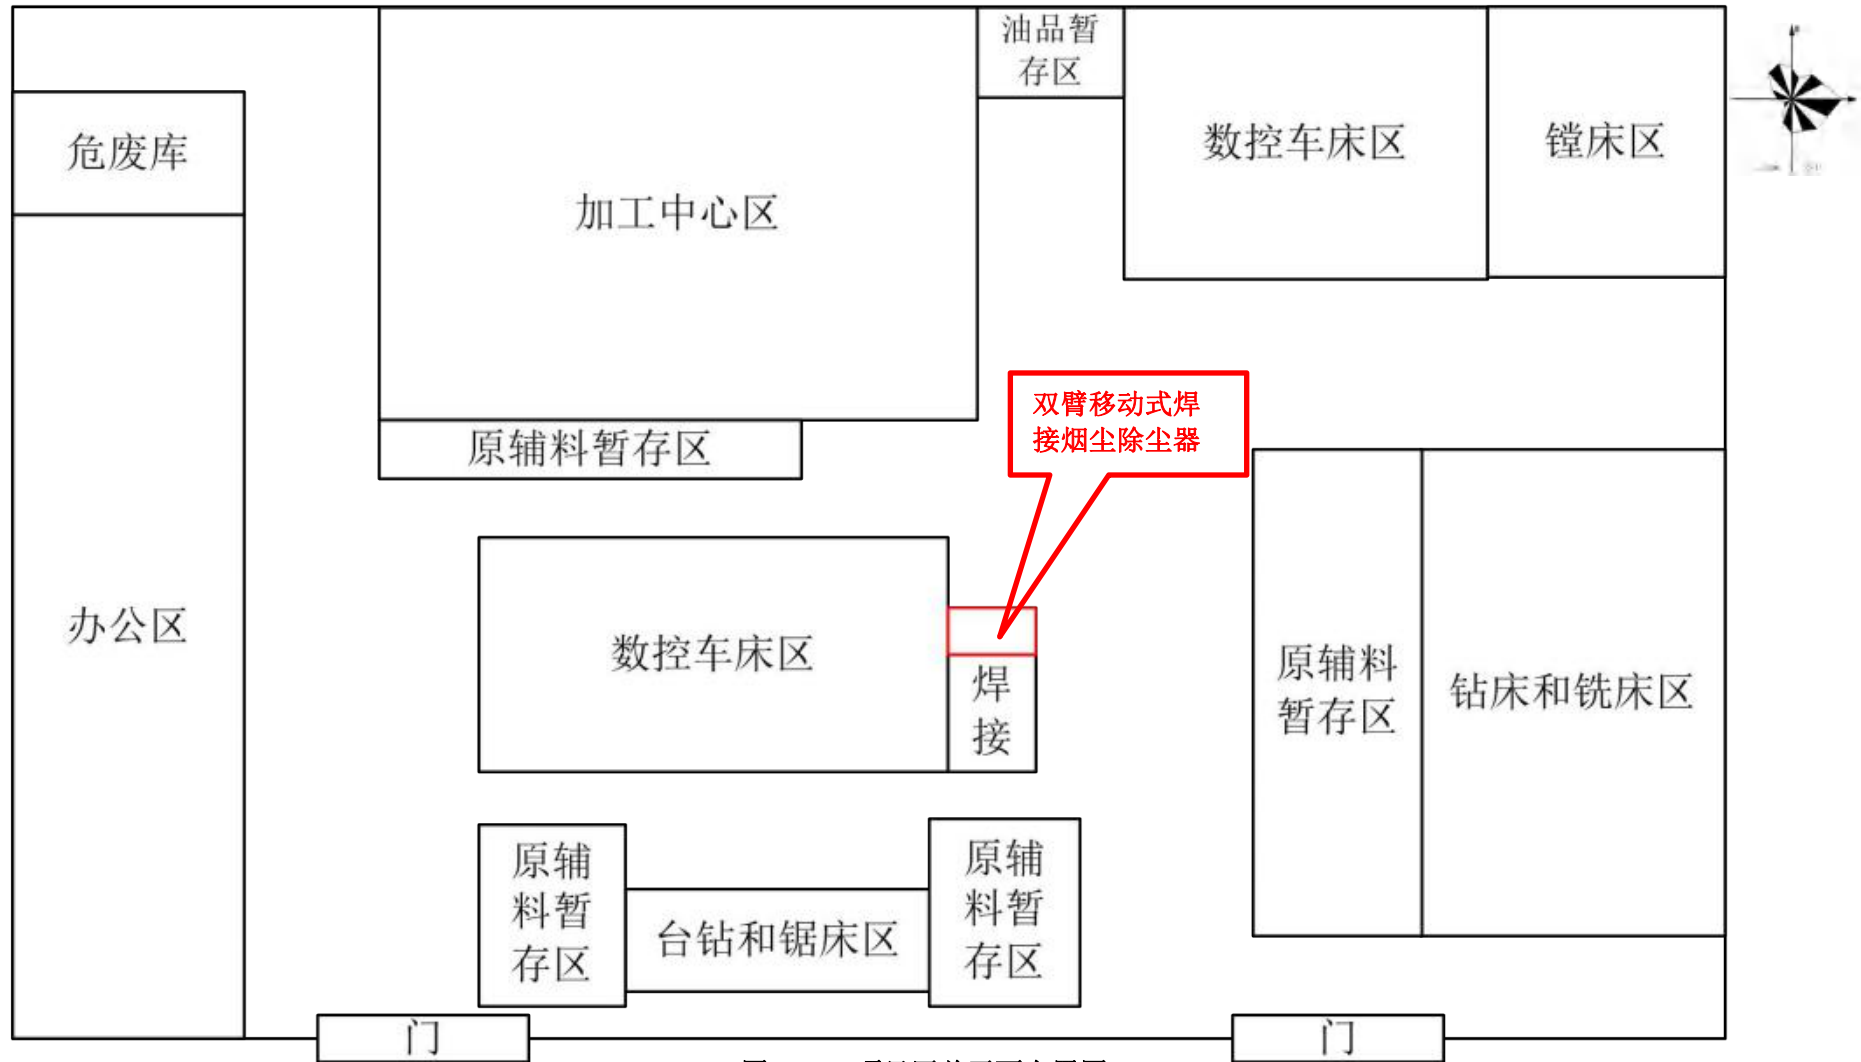 油品暂
存区
危废库
加工中心区
数控车床区
镗床区
双臂移动式焊
接烟尘除尘器
原辅料暂存区
办公区
数控车床区
焊
接
原辅料
暂存区
钻床和铣床区
原辅
料暂
存区
台钻和锯床区
原辅
料暂
存区
门
门